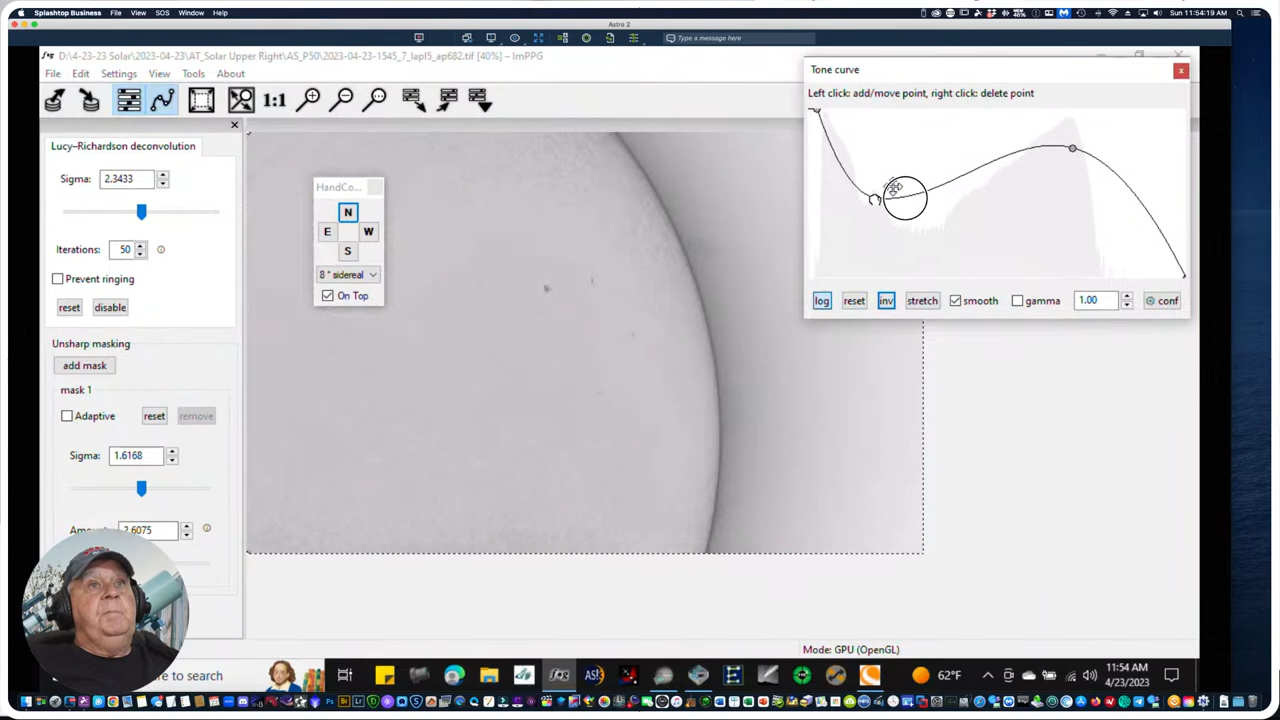 Splashtop Business File View SOS Window Help
Sun 11:54:19 AM
Astro 2
Type a message here
D:\4-23-23 Solar\2023-04-23\AT_Solar Upper Right\AS_P50\2023-04-23-1545_7_lapl5_ap682.tif [40%] - ImPPG
File Edit Settings View Tools About
1:1
Tone curve
Left click: add/move point, right click: delete point
log reset inv stretch smooth gamma 1.00 conf
Lucy–Richardson deconvolution
Sigma: 2.3433
Iterations: 50
Prevent ringing
reset disable
Unsharp masking
add mask
mask 1
Adaptive reset remove
Sigma: 1.6168
2.6075
HandCo...
N
E W
S
8 " sidereal
On Top
Mode: GPU (OpenGL)
re to search
62°F
11:54 AM
4/23/2023